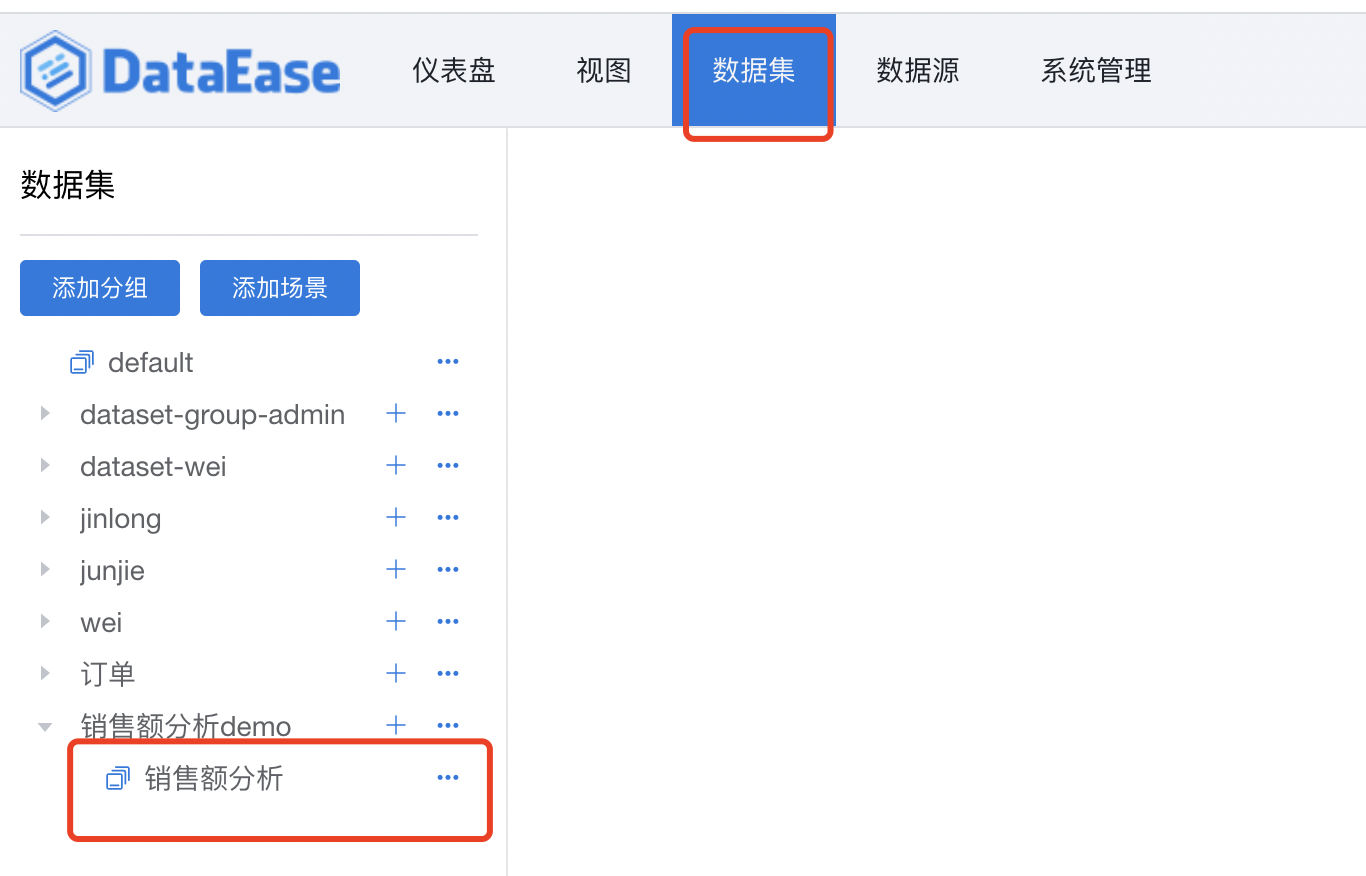 DataEase 仪表盘 视图 数据集 数据源 系统管理
数据集
添加分组 添加场景
default
dataset-group-admin
dataset-wei
jinlong
junjie
wei
订单
销售额分析demo
销售额分析